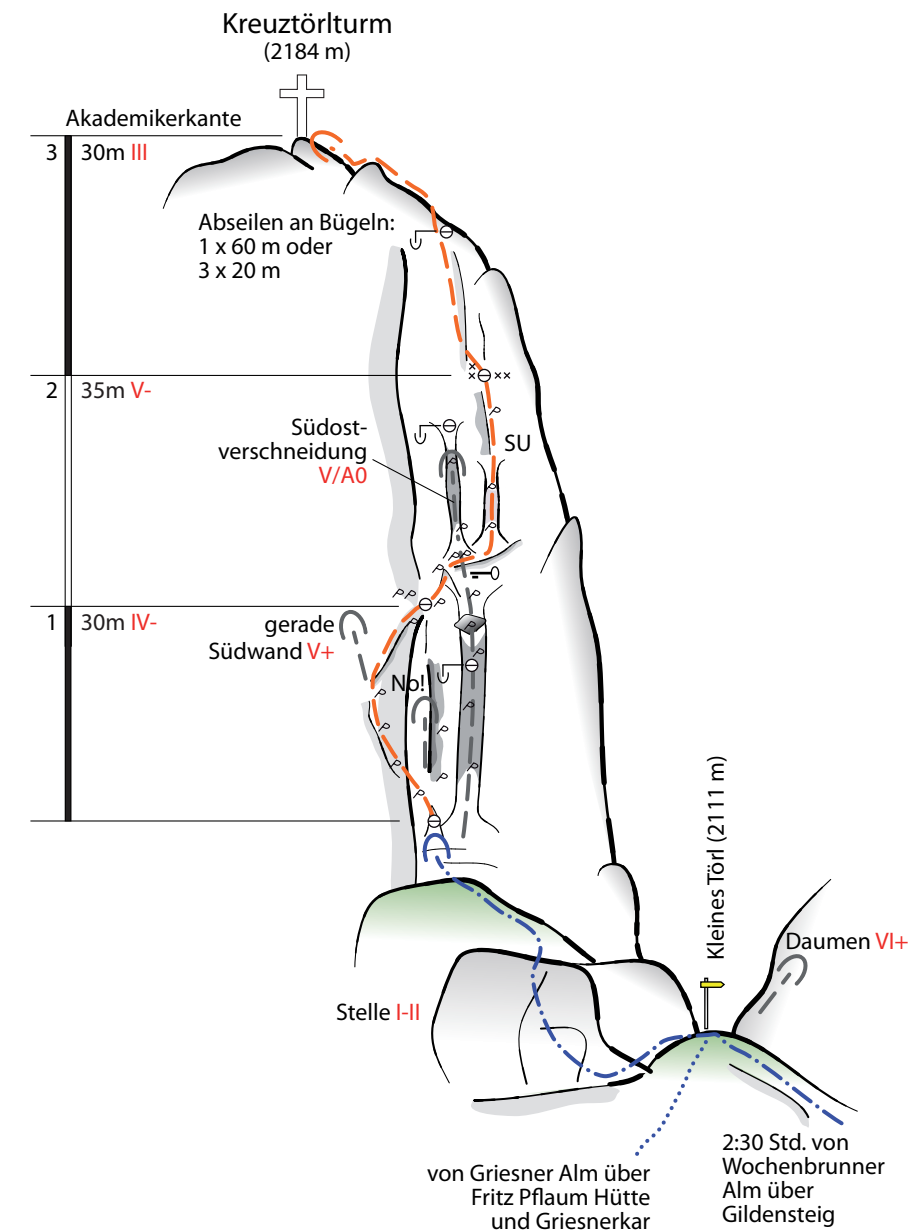 Kreuztörlturm
(2184 m)
Akademikerkante
3 30m III
Abseilen an Bügeln:
1 x 60 m oder
3 x 20 m
2 35m V-
Südost-
verschneidung
V/A0
SU
1 30m IV-
gerade
Südwand V+
No!
Kleines Törl (2111 m)
Daumen VI+
Stelle I-II
von Griesner Alm über
Fritz Pflaum Hütte
und Griesnerkar
2:30 Std. von
Wochenbrunner
Alm über
Gildensteig